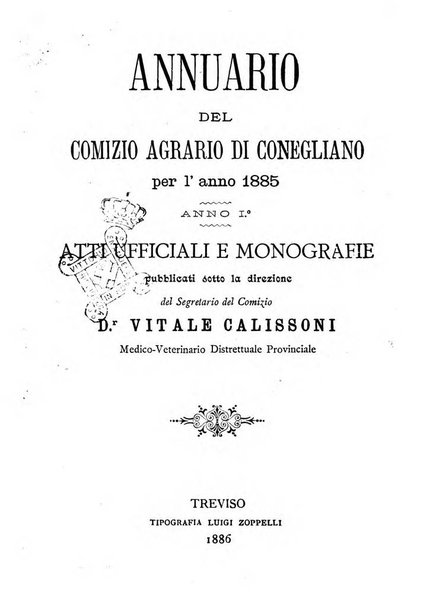 ANNUARIO
DEL
COMIZIO AGRARIO DI CONEGLIANO
per l' anno 1885
ANNO I.º
ATTI UFFICIALI E MONOGRAFIE
pubblicati sotto la direzione
del Segretario del Comizio
D.r VITALE CALISSONI
Medico-Veterinario Distrettuale Provinciale
TREVISO
TIPOGRAFIA LUIGI ZOPPELLI
1886